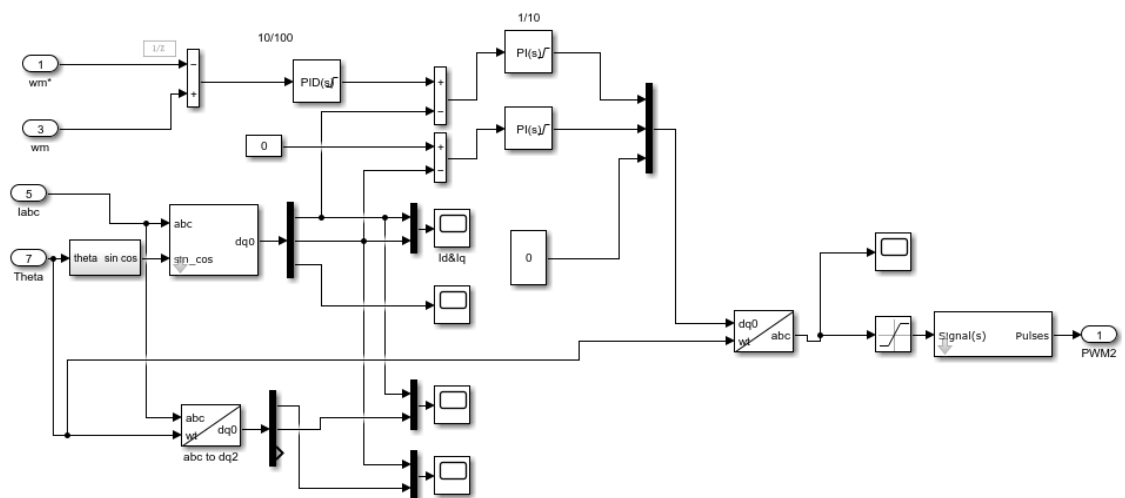 1/10
10/100
1/Z
1
wm*
−
+
PID(s)
+
−
PI(s)
3
wm
0
+
−
PI(s)
5
Iabc
abc
dq0
sin_cos
7
Theta
theta sin cos
Id&Iq
0
dq0
wt
abc
Signal(s) Pulses
1
PWM2
abc
wt
dq0
abc to dq2